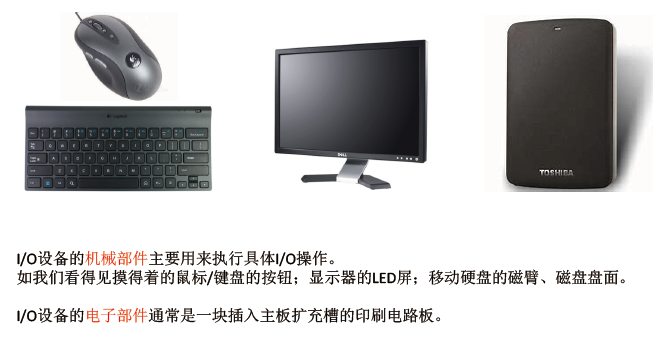 DELL
TOSHIBA
I/O设备的机械部件主要用来执行具体I/O操作。
如我们看得见摸得着的鼠标/键盘的按钮；显示器的LED屏；移动硬盘的磁臂、磁盘盘面。
I/O设备的电子部件通常是一块插入主板扩充槽的印刷电路板。